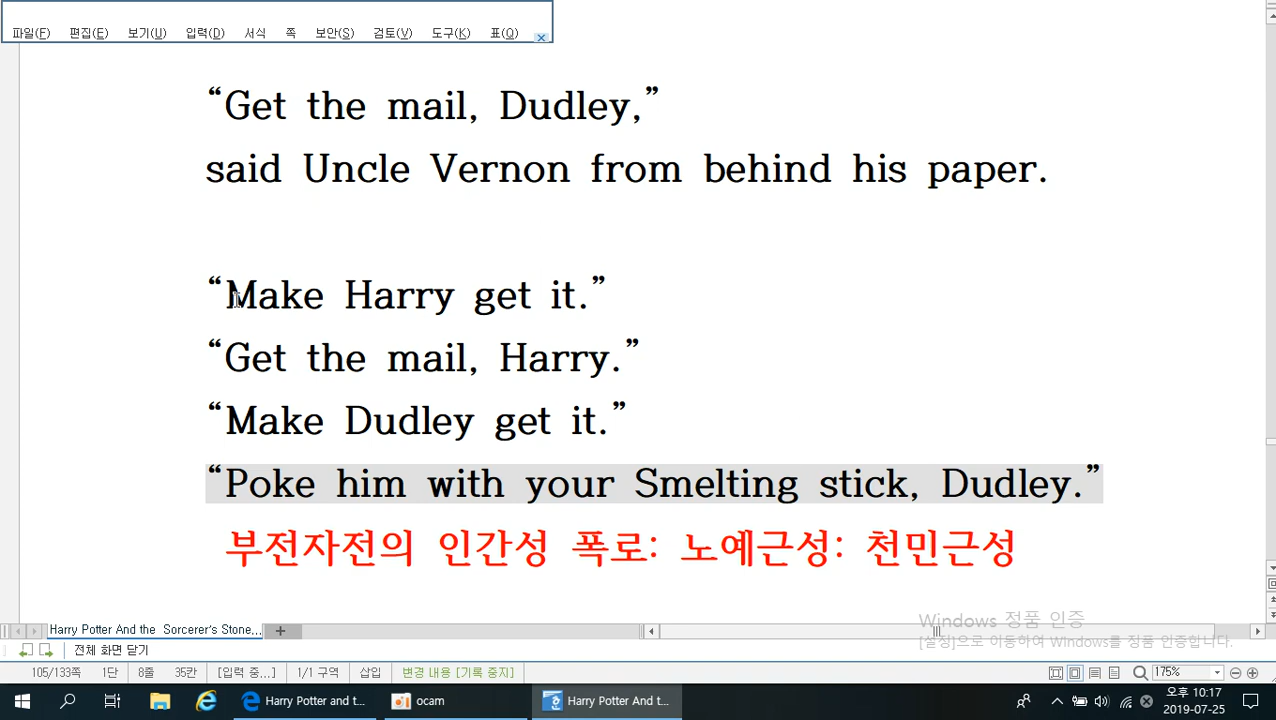 파일(F) 편집(E) 보기(U) 입력(D) 서식 쪽 보안(S) 검토(V) 도구(K) 표(Q)
“Get the mail, Dudley,”
said Uncle Vernon from behind his paper.
“Make Harry get it.”
“Get the mail, Harry.”
“Make Dudley get it.”
“Poke him with your Smelting stick, Dudley.”
부전자전의 인간성 폭로: 노예근성: 천민근성
Windows 정품 인증
Harry Potter And the Sorcerer's Stone,...
[설정]으로 이동하여 Windows를 정품 인증합니다.
전체 화면 닫기
105/133쪽 1단 8줄 35칸 [입력 중...] 1/1 구역 삽입 변경 내용 [기록 중지] 175%
Harry Potter and t... ocam Harry Potter And t... 오후 10:17
2019-07-25